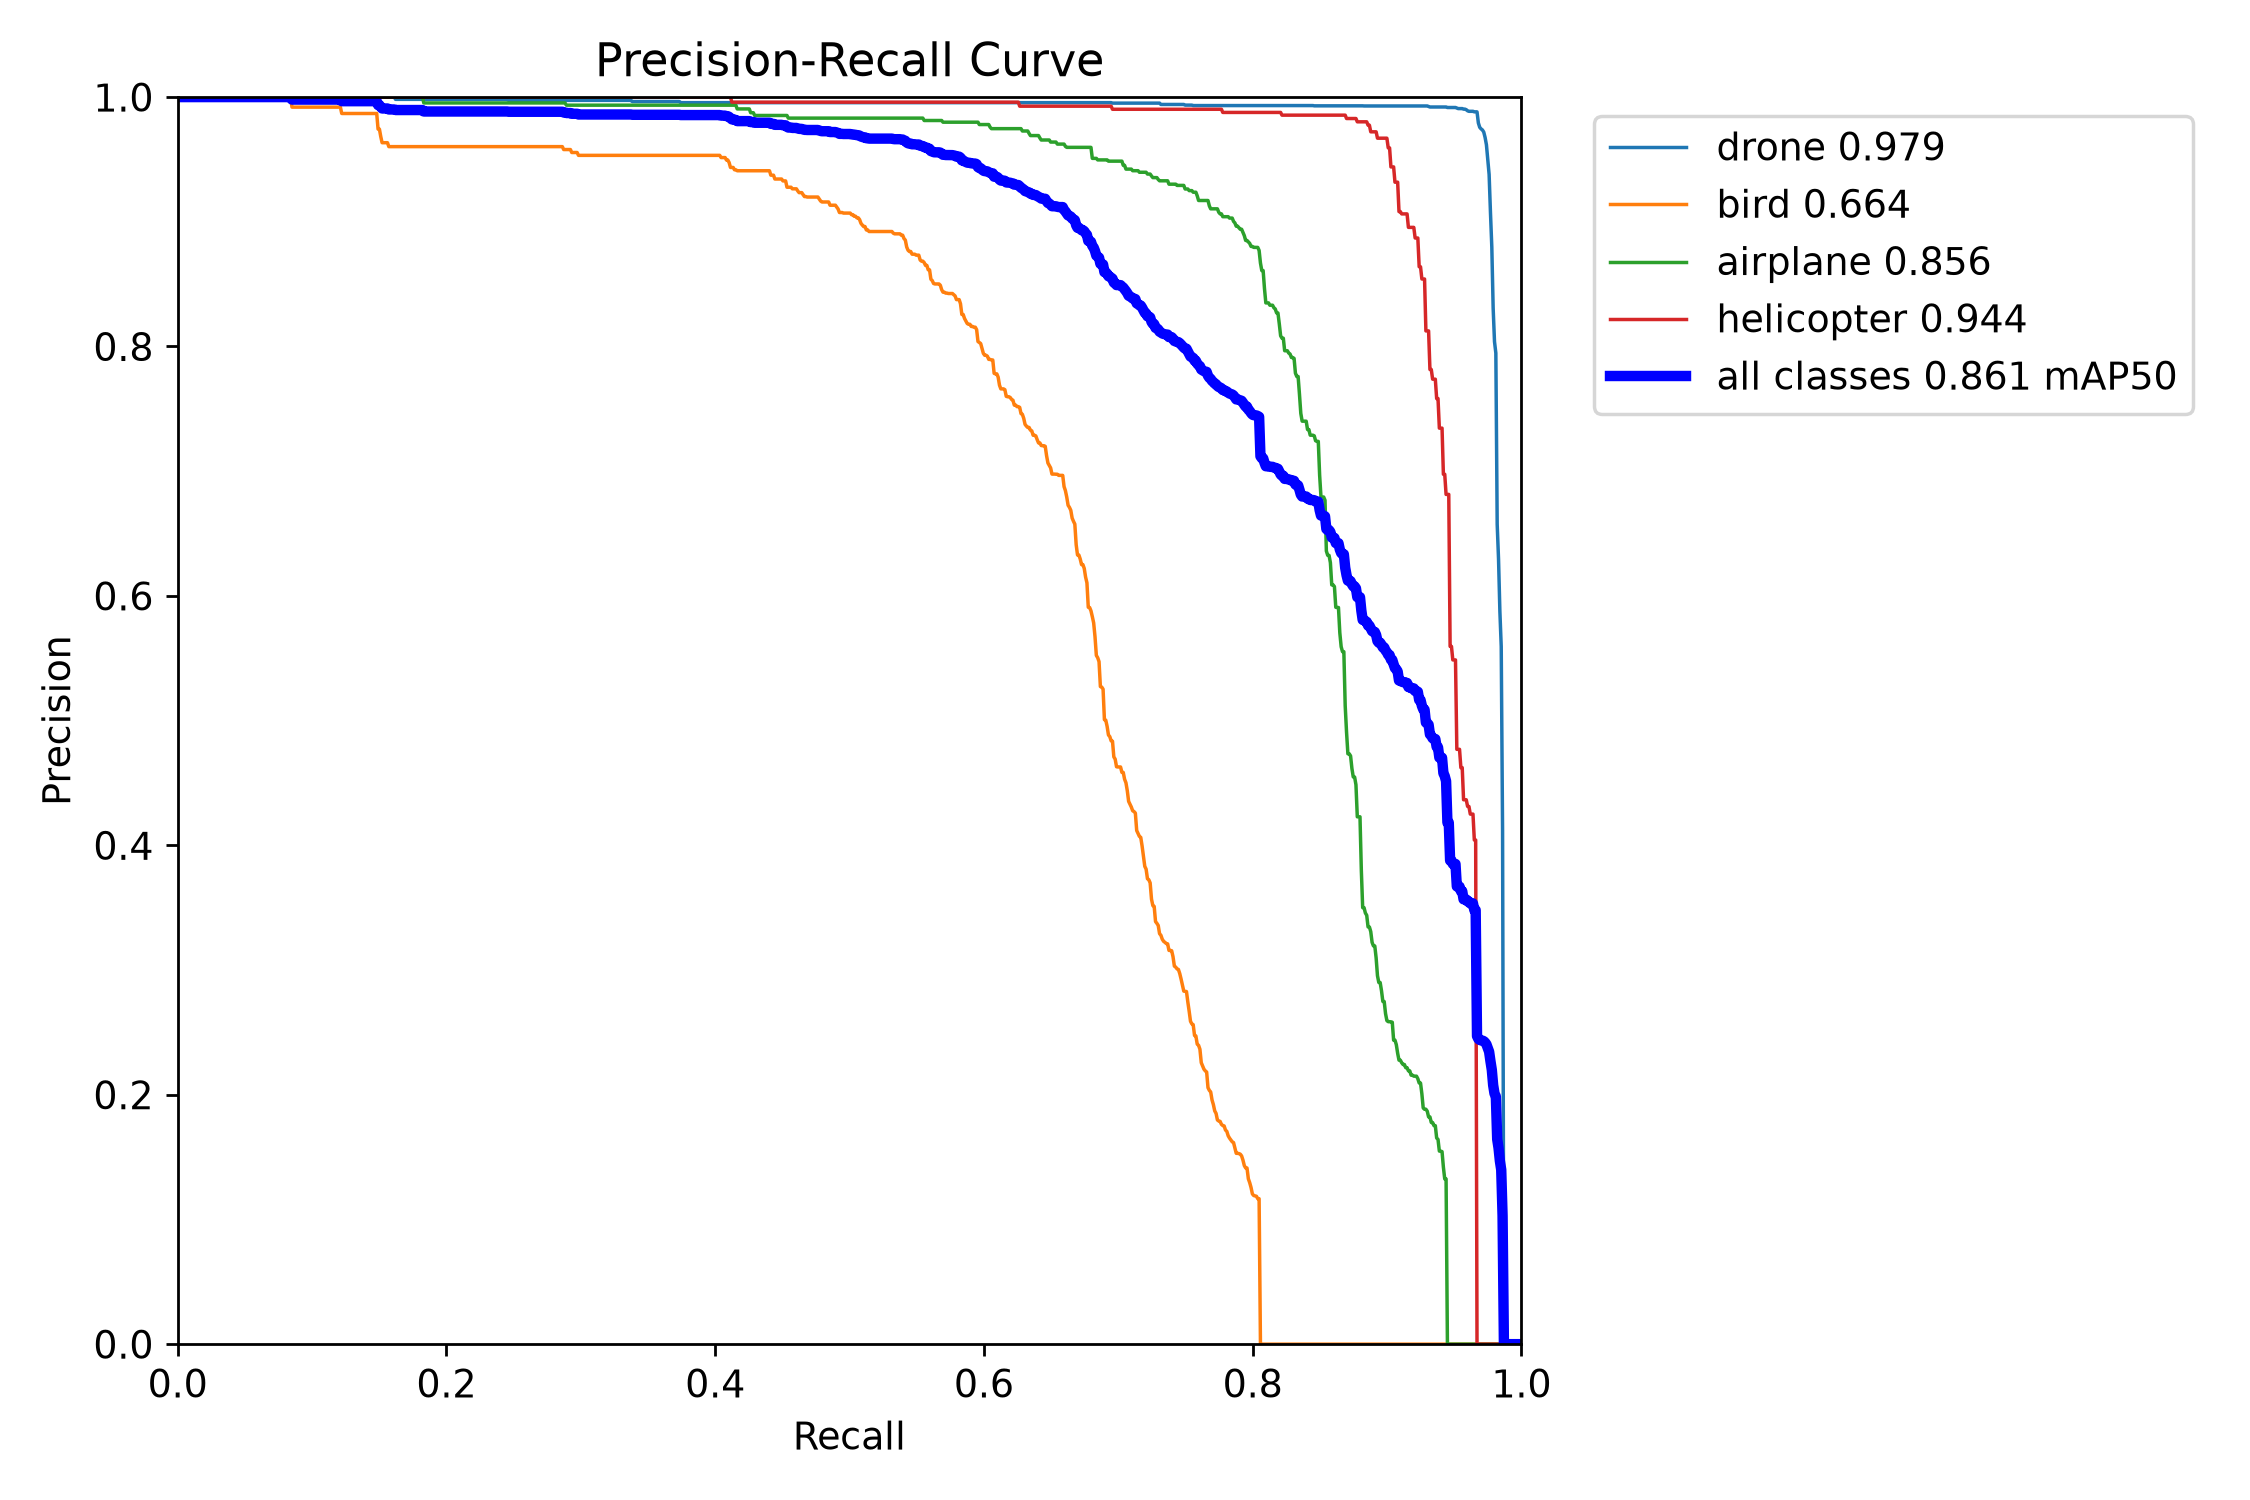 Precision-Recall Curve
1.0
0.8
0.6
0.4
0.2
0.0
Precision
0.0 0.2 0.4 0.6 0.8 1.0
Recall
drone 0.979
bird 0.664
airplane 0.856
helicopter 0.944
all classes 0.861 mAP50